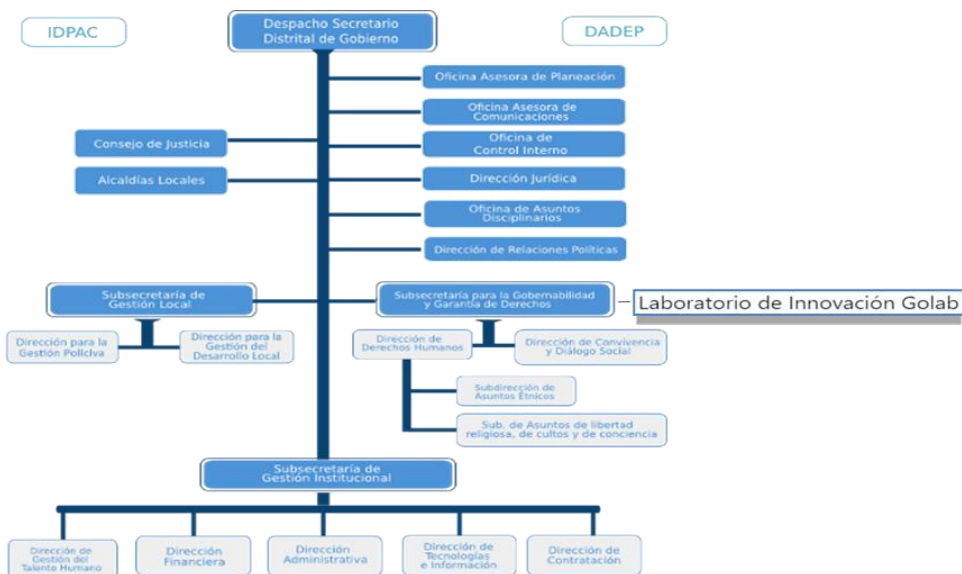 IDPAC
Despacho Secretario
Distrital de Gobierno
DADEP
Oficina Asesora de Planeación
Oficina Asesora de
Comunicaciones
Consejo de Justicia
Oficina de
Control Interno
Alcaldías Locales
Dirección Jurídica
Oficina de Asuntos
Disciplinarios
Dirección de Relaciones Políticas
Subsecretaría de
Gestión Local
Subsecretaría para la Gobernabilidad
y Garantía de Derechos
Laboratorio de Innovación Golab
Dirección para la
Gestión Policiva
Dirección para la
Gestión del
Desarrollo Local
Dirección de
Derechos Humanos
Dirección de Convivencia
y Diálogo Social
Subdirección de
Asuntos Étnicos
Sub. de Asuntos de libertad
religiosa, de cultos y de conciencia
Subsecretaría de
Gestión Institucional
Dirección de
Gestión del
Talento Humano
Dirección
Financiera
Dirección
Administrativa
Dirección de
Tecnologías
e Información
Dirección de
Contratación